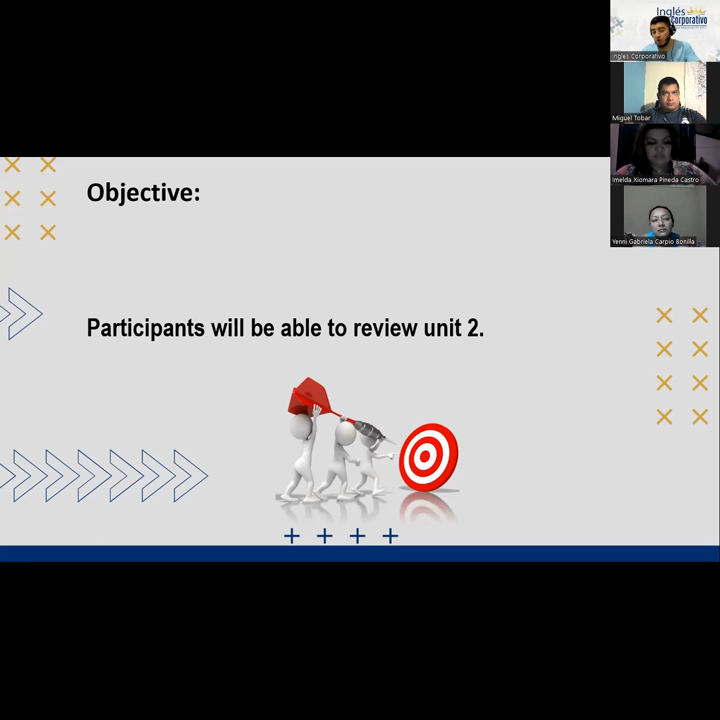 Objective:
Participants will be able to review unit 2.
Inglés
Corporativo
Inglés Corporativo
Miguel Tobar
Imelda Xiomara Pineda Castro
Yenni Gabriela Carpio Bonilla